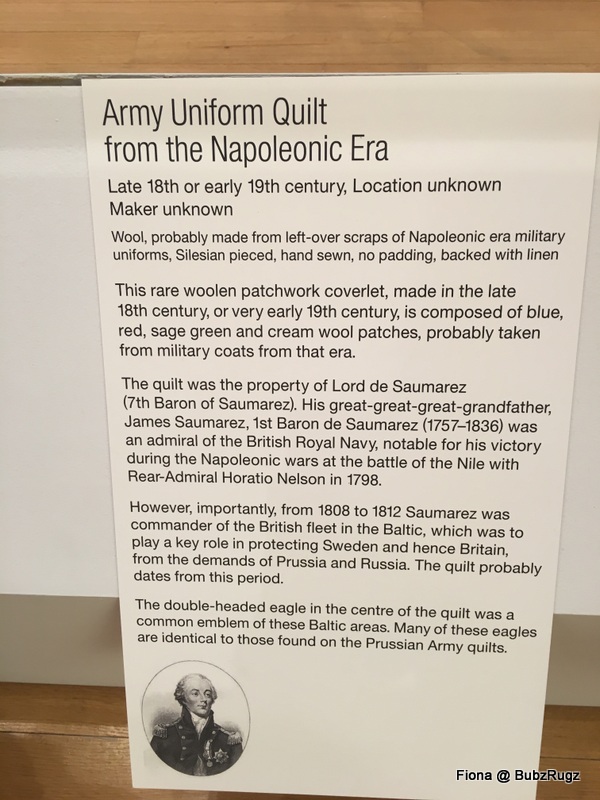 Army Uniform Quilt
from the Napoleonic Era
Late 18th or early 19th century, Location unknown
Maker unknown
Wool, probably made from left-over scraps of Napoleonic era military
uniforms, Silesian pieced, hand sewn, no padding, backed with linen
This rare woolen patchwork coverlet, made in the late
18th century, or very early 19th century, is composed of blue,
red, sage green and cream wool patches, probably taken
from military coats from that era.
The quilt was the property of Lord de Saumarez
(7th Baron of Saumarez). His great-great-great-grandfather,
James Saumarez, 1st Baron de Saumarez (1757–1836) was
an admiral of the British Royal Navy, notable for his victory
during the Napoleonic wars at the battle of the Nile with
Rear-Admiral Horatio Nelson in 1798.
However, importantly, from 1808 to 1812 Saumarez was
commander of the British fleet in the Baltic, which was to
play a key role in protecting Sweden and hence Britain,
from the demands of Prussia and Russia. The quilt probably
dates from this period.
The double-headed eagle in the centre of the quilt was a
common emblem of these Baltic areas. Many of these eagles
are identical to those found on the Prussian Army quilts.
Fiona @ BubzRugz